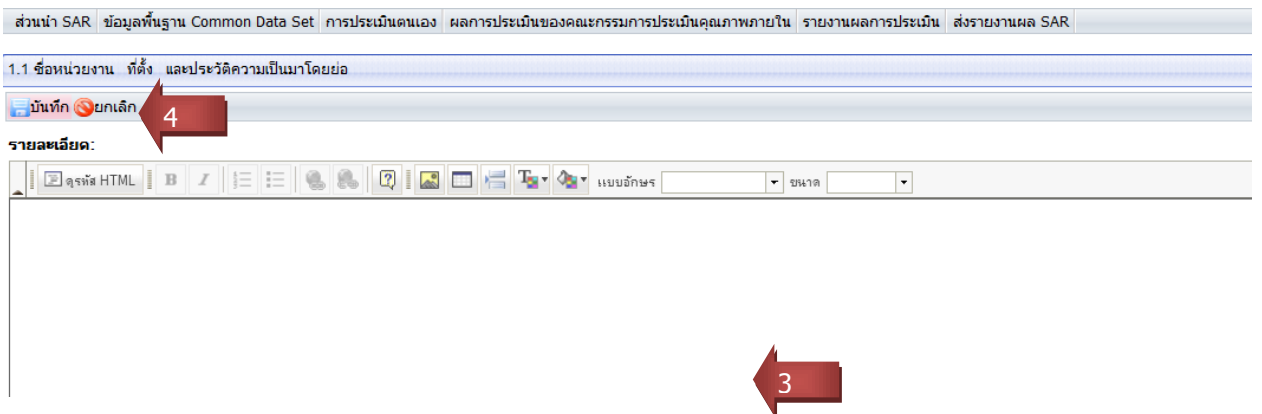 ส่วนนำ SAR ข้อมูลพื้นฐาน Common Data Set การประเมินตนเอง ผลการประเมินของคณะกรรมการประเมินคุณภาพภายใน รายงานผลการประเมิน ส่งรายงานผล SAR
1.1 ชื่อหน่วยงาน ที่ตั้ง และประวัติความเป็นมาโดยย่อ
บันทึก ยกเลิก 4
รายละเอียด:
ดูรหัส HTML B I แบบอักษร ขนาด
3